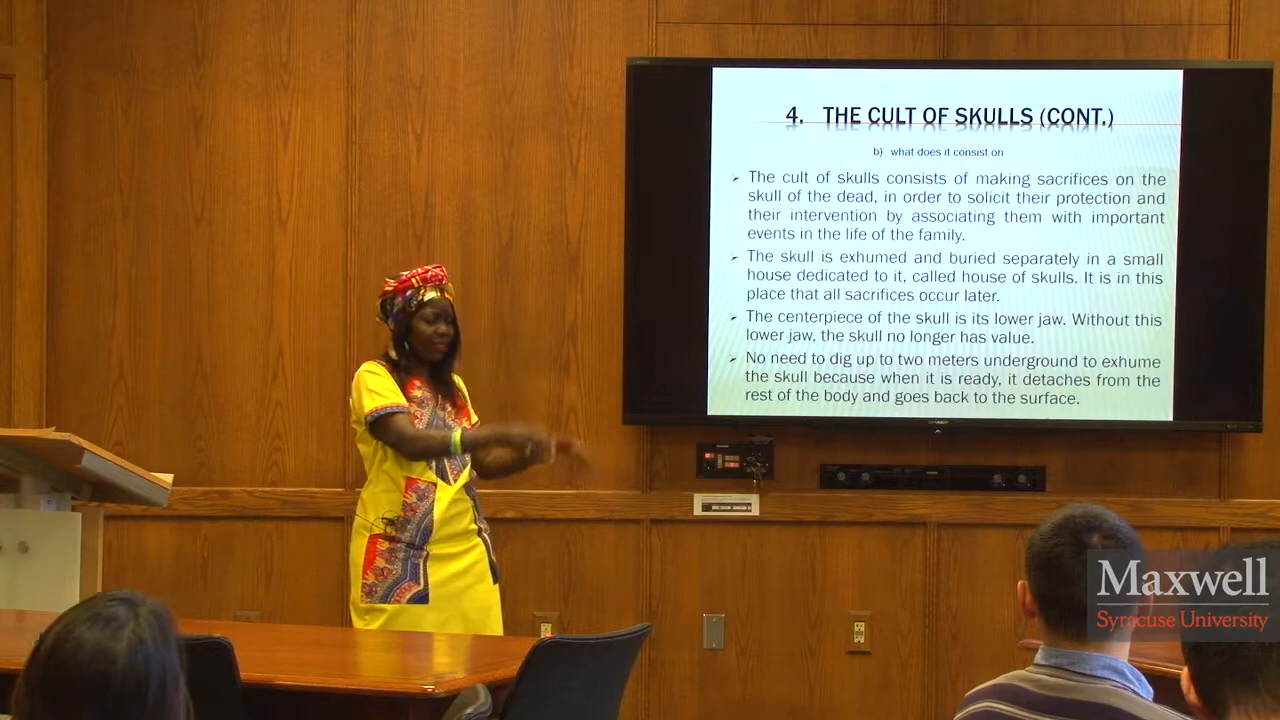 4. THE CULT OF SKULLS (CONT.)
b) what does it consist on
➢ The cult of skulls consists of making sacrifices on the
skull of the dead, in order to solicit their protection and
their intervention by associating them with important
events in the life of the family.
➢ The skull is exhumed and buried separately in a small
house dedicated to it, called house of skulls. It is in this
place that all sacrifices occur later.
➢ The centerpiece of the skull is its lower jaw. Without this
lower jaw, the skull no longer has value.
➢ No need to dig up to two meters underground to exhume
the skull because when it is ready, it detaches from the
rest of the body and goes back to the surface.
Maxwell
Syracuse University